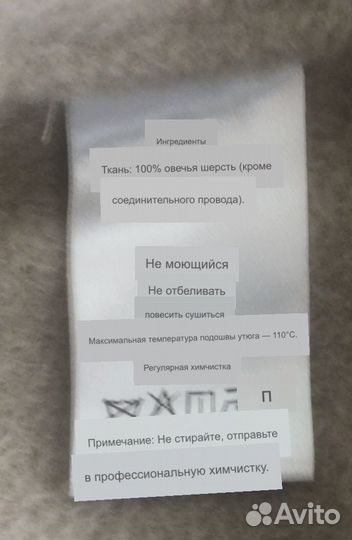 Ингредиенты
Ткань: 100% овечья шерсть (кроме
соединительного провода).
Не моющийся
Не отбеливать
повесить сушиться
Максимальная температура подошвы утюга — 110°C.
Регулярная химчистка
П
Примечание: Не стирайте, отправьте
в профессиональную химчистку.
Avito